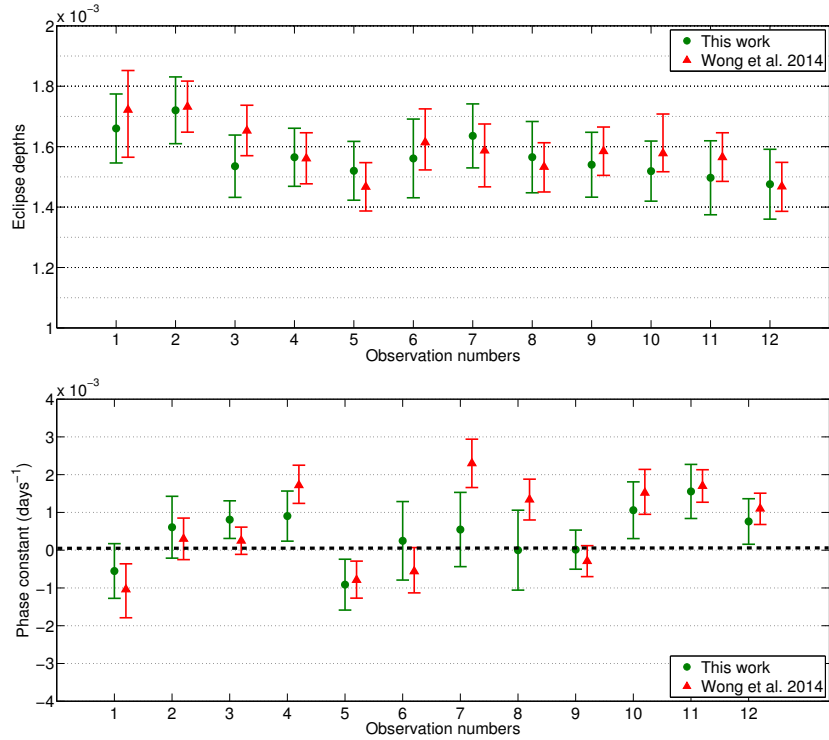 x 10⁻³
2
1.8
1.6
1.4
1.2
1
Eclipse depths
This work
Wong et al. 2014
1 2 3 4 5 6 7 8 9 10 11 12
Observation numbers
x 10⁻³
4
3
2
1
0
−1
−2
−3
−4
Phase constant (days⁻¹)
This work
Wong et al. 2014
1 2 3 4 5 6 7 8 9 10 11 12
Observation numbers